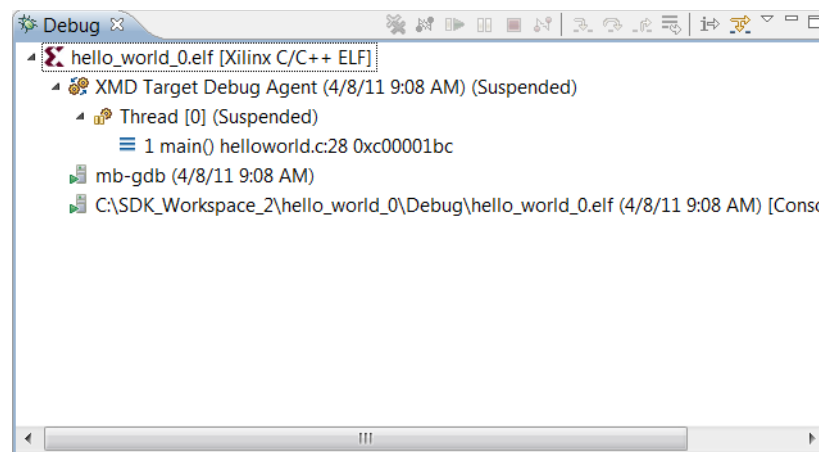 Debug
hello_world_0.elf [Xilinx C/C++ ELF]
XMD Target Debug Agent (4/8/11 9:08 AM) (Suspended)
Thread [0] (Suspended)
1 main() helloworld.c:28 0xc00001bc
mb-gdb (4/8/11 9:08 AM)
C:\SDK_Workspace_2\hello_world_0\Debug\hello_world_0.elf (4/8/11 9:08 AM) [Conso